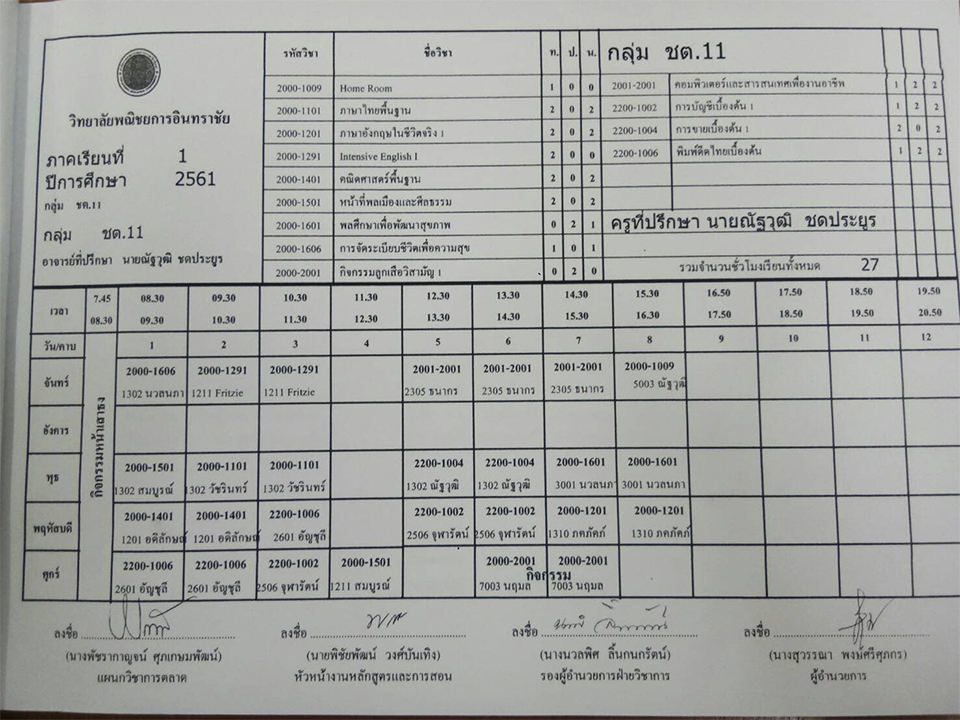 วิทยาลัยพณิชยการอินทราชัย
ภาคเรียนที่ 1
ปีการศึกษา 2561
กลุ่ม ชต.11
กลุ่ม ชต.11
อาจารย์ที่ปรึกษา นายณัฐวุฒิ ชดประยูร
รหัสวิชา ชื่อวิชา ท. ป. น. กลุ่ม ชต.11
2000-1009 Home Room 1 0 0 2001-2001 คอมพิวเตอร์และสารสนเทศเพื่องานอาชีพ 1 2 2
2000-1101 ภาษาไทยพื้นฐาน 2 0 2 2200-1002 การบัญชีเบื้องต้น 1 1 2 2
2000-1201 ภาษาอังกฤษในชีวิตจริง 1 2 0 2 2200-1004 การขายเบื้องต้น 1 2 0 2
2000-1291 Intensive English I 2 0 0 2200-1006 พิมพ์ดีดไทยเบื้องต้น 1 2 2
2000-1401 คณิตศาสตร์พื้นฐาน 2 0 2
2000-1501 หน้าที่พลเมืองและศีลธรรม 2 0 2
2000-1601 พลศึกษาเพื่อพัฒนาสุขภาพ 0 2 1 ครูที่ปรึกษา นายณัฐวุฒิ ชดประยูร
2000-1606 การจัดระเบียบชีวิตเพื่อความสุข 1 0 1
2000-2001 กิจกรรมลูกเสือวิสามัญ 1 0 2 0 รวมจำนวนชั่วโมงเรียนทั้งหมด 27
เวลา 7.45 08.30 09.30 10.30 11.30 12.30 13.30 14.30 15.30 16.50 17.50 18.50 19.50
08.30 09.30 10.30 11.30 12.30 13.30 14.30 15.30 16.30 17.50 18.50 19.50 20.50
วัน/คาบ 1 2 3 4 5 6 7 8 9 10 11 12
กิจกรรมหน้าเสาธง
จันทร์ 2000-1606 2000-1291 2000-1291 2001-2001 2001-2001 2001-2001 2000-1009
1302 นวลนภา 1211 Fritzie 1211 Fritzie 2305 ธนากร 2305 ธนากร 2305 ธนากร 5003 ณัฐวุฒิ
อังคาร
พุธ 2000-1501 2000-1101 2000-1101 2200-1004 2200-1004 2000-1601 2000-1601
1302 สมบูรณ์ 1302 วัชรินทร์ 1302 วัชรินทร์ 1302 ณัฐวุฒิ 1302 ณัฐวุฒิ 3001 นวลนภา 3001 นวลนภา
พฤหัสบดี 2000-1401 2000-1401 2200-1006 2200-1002 2200-1002 2000-1201 2000-1201
1201 อดิลักษณ์ 1201 อดิลักษณ์ 2601 อัญชุลี 2506 จุฬารัตน์ 2506 จุฬารัตน์ 1310 ภคภัคค์ 1310 ภคภัคค์
ศุกร์ 2200-1006 2200-1006 2200-1002 2000-1501 2000-2001 2000-2001
กิจกรรม
2601 อัญชุลี 2601 อัญชุลี 2506 จุฬารัตน์ 1211 สมบูรณ์ 7003 นฤมล 7003 นฤมล
ลงชื่อ ลงชื่อ ลงชื่อ ลงชื่อ
(นางพัชรากาญจน์ ศุภเกษมพัฒน์) (นายพิชัยพัฒน์ วงศ์บันเทิง) (นางนวลพิศ ลิ้นกนกรัตน์) (นางสุวรรณา พงษ์ศรีศุภกร)
แผนกวิชาการตลาด หัวหน้างานหลักสูตรและการสอน รองผู้อำนวยการฝ่ายวิชาการ ผู้อำนวยการ